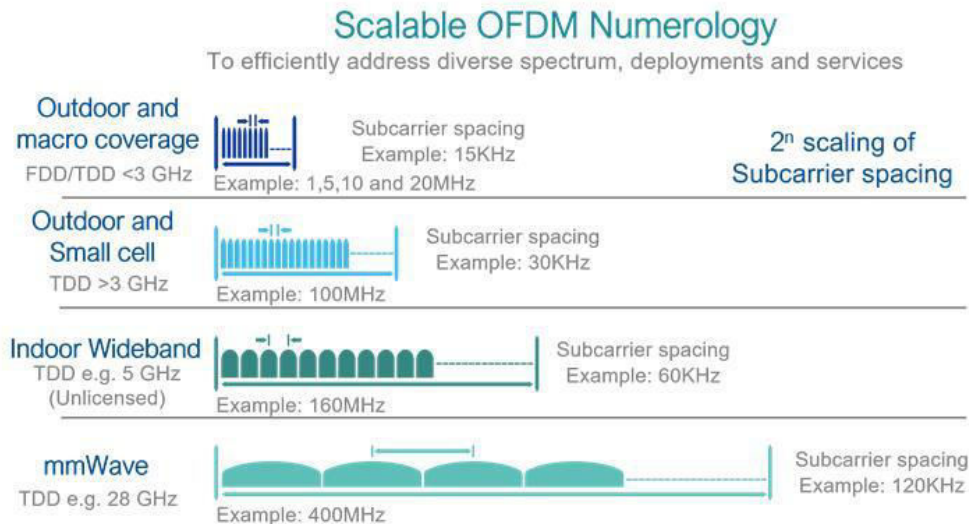 Scalable OFDM Numerology
To efficiently address diverse spectrum, deployments and services
Outdoor and
macro coverage
FDD/TDD <3 GHz
Subcarrier spacing
Example: 15KHz
Example: 1,5,10 and 20MHz
2ⁿ scaling of
Subcarrier spacing
Outdoor and
Small cell
TDD >3 GHz
Subcarrier spacing
Example: 30KHz
Example: 100MHz
Indoor Wideband
TDD e.g. 5 GHz
(Unlicensed)
Subcarrier spacing
Example: 60KHz
Example: 160MHz
mmWave
TDD e.g. 28 GHz
Subcarrier spacing
Example: 120KHz
Example: 400MHz